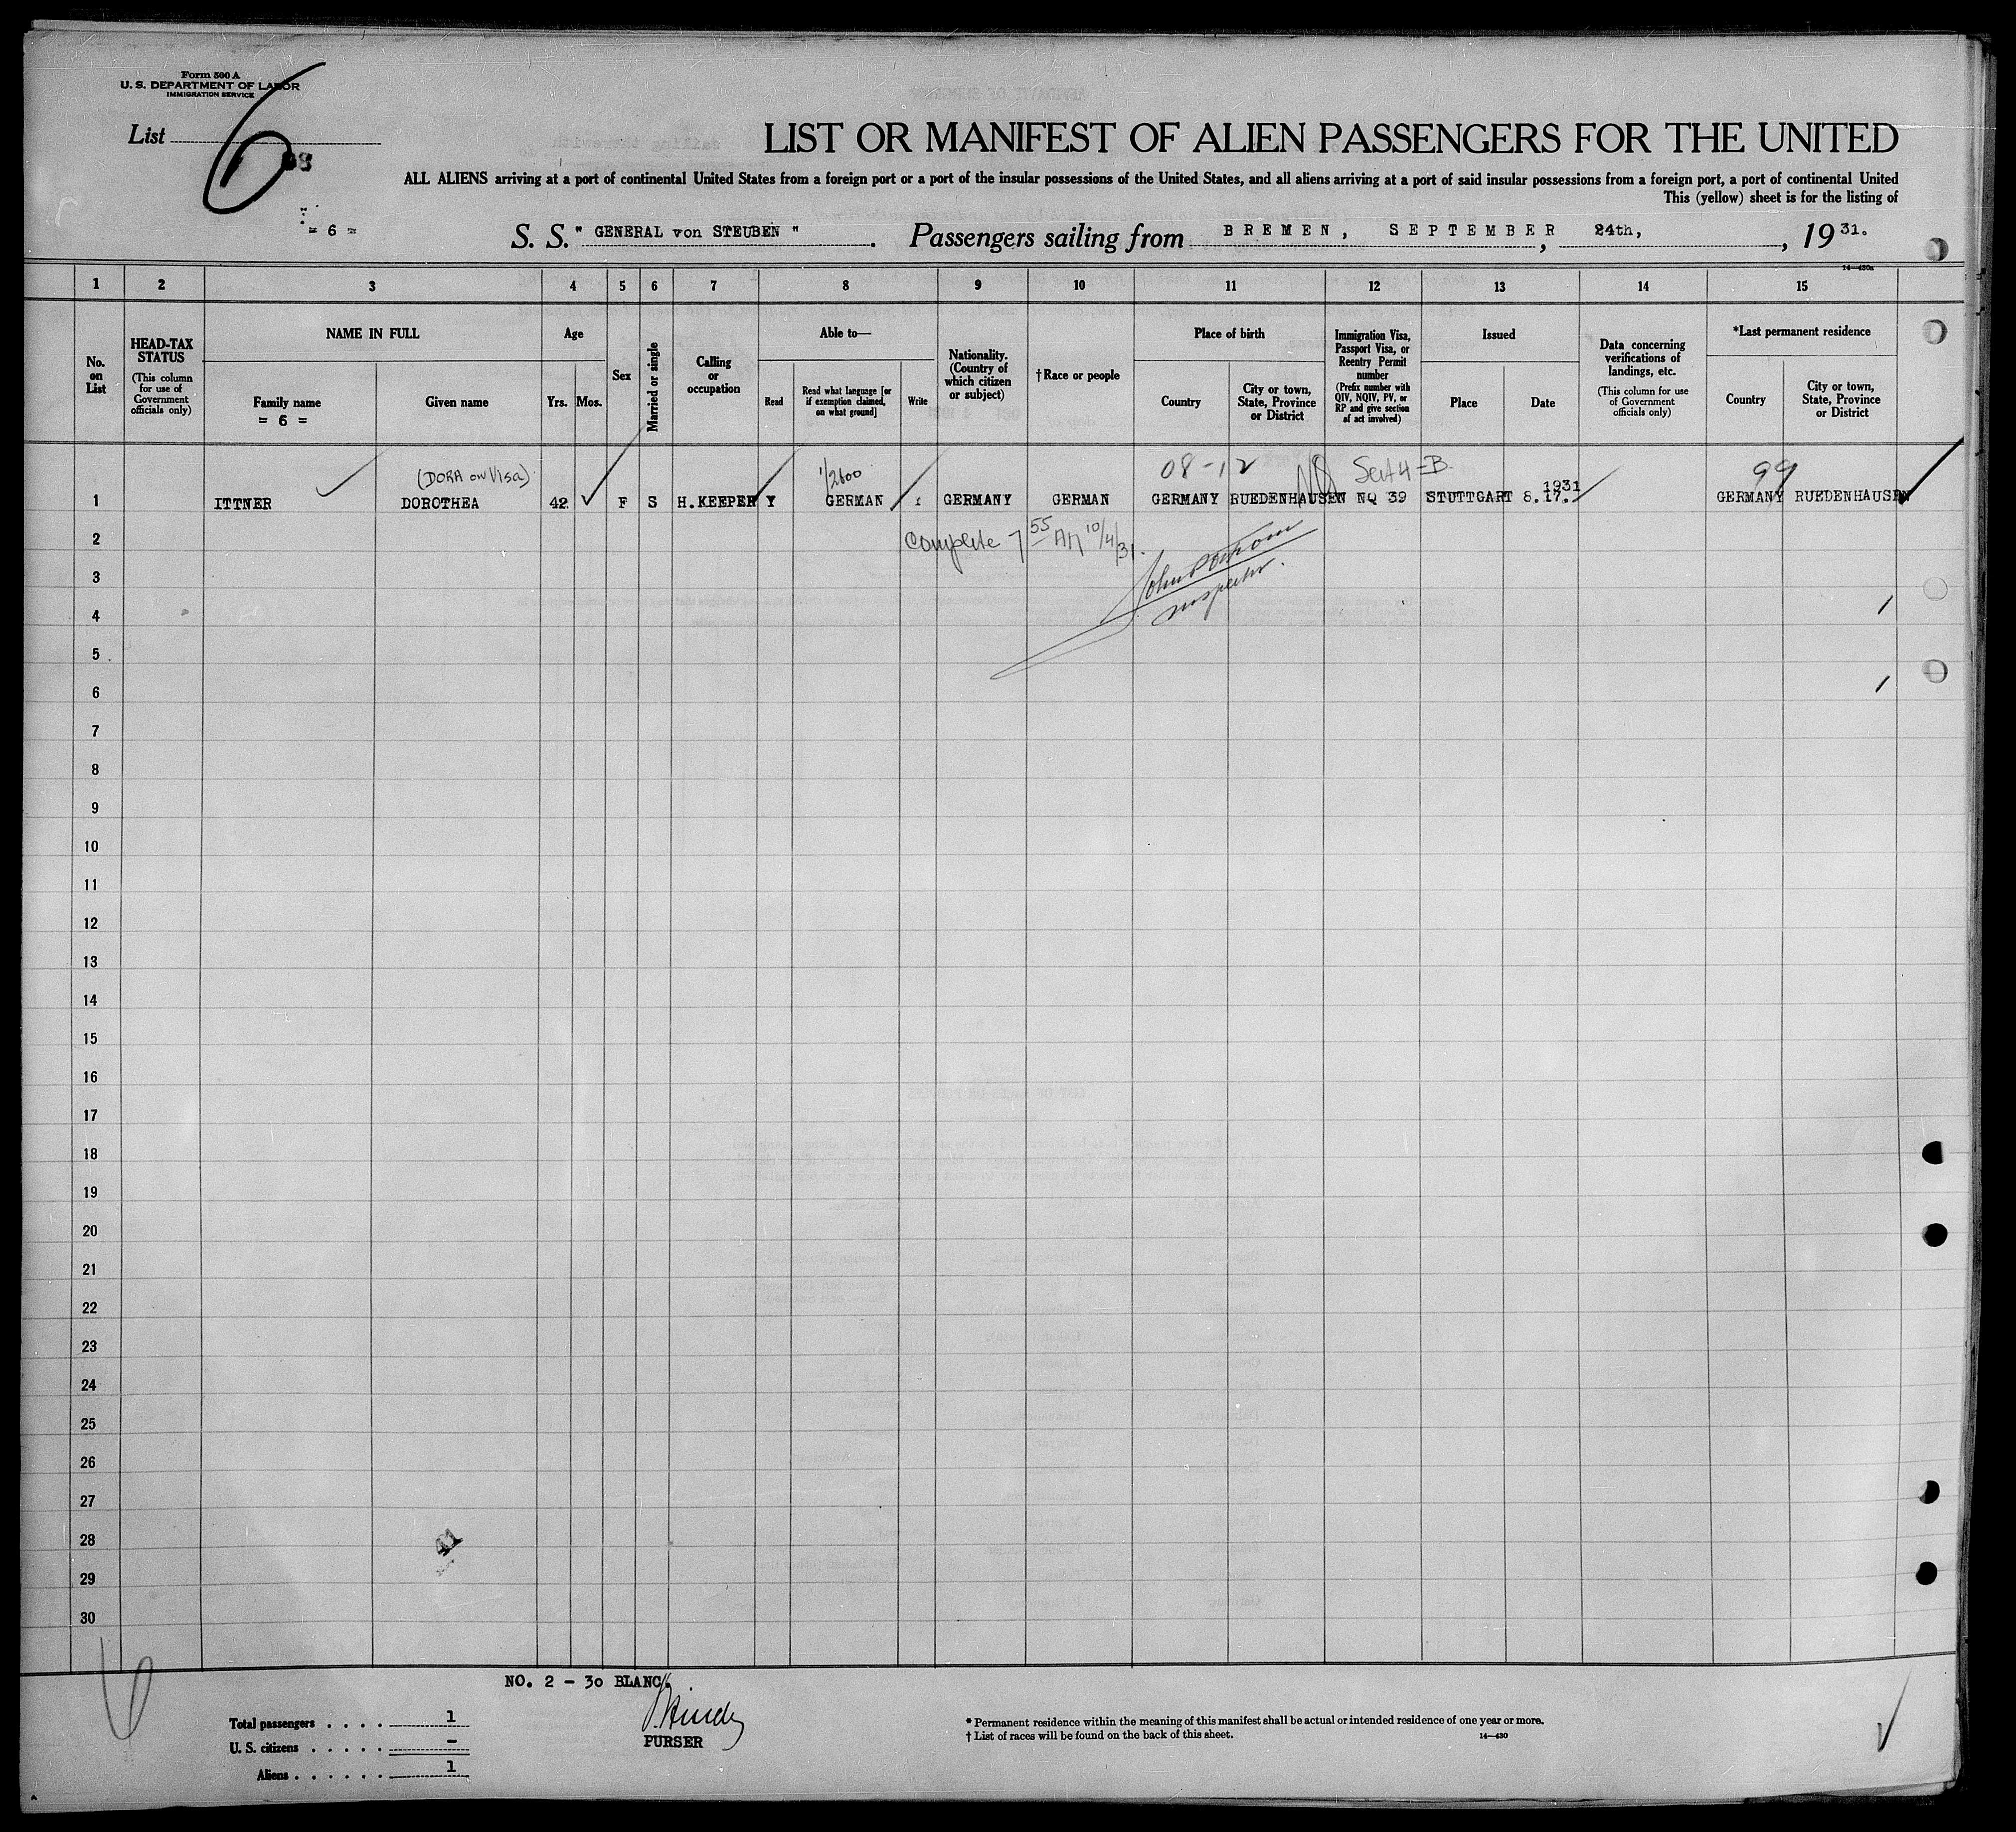 Form 500 A
U. S. DEPARTMENT OF LABOR
IMMIGRATION SERVICE
List 6
= 6 =
LIST OR MANIFEST OF ALIEN PASSENGERS FOR THE UNITED
ALL ALIENS arriving at a port of continental United States from a foreign port or a port of the insular possessions of the United States, and all aliens arriving at a port of said insular possessions from a foreign port, a port of continental United
This (yellow) sheet is for the listing of
S. S. " GENERAL von STEUBEN " . Passengers sailing from BREMEN, SEPTEMBER , 24th, , 19 31.
14—430a
1 2 3 4 5 6 7 8 9 10 11 12 13 14 15
No. on List
HEAD-TAX STATUS
(This column for use of Government officials only)
NAME IN FULL
Family name
= 6 =
Given name
Age
Yrs. Mos.
Sex
Married or single
Calling or occupation
Able to—
Read
Read what language [or if exemption claimed, on what ground]
Write
Nationality. (Country of which citizen or subject)
† Race or people
Place of birth
Country
City or town, State, Province or District
Immigration Visa, Passport Visa, or Reentry Permit number
(Prefix number with QIV, NQIV, PV, or RP and give section of act involved)
Issued
Place
Date
Data concerning verifications of landings, etc.
(This column for use of Government officials only)
*Last permanent residence
Country
City or town, State, Province or District
(DORA on Visa) 1/2600 08-12 NQ Sect 4=B. 1931 99
1 ITTNER DOROTHEA 42 F S H.KEEPER Y GERMAN GERMANY GERMAN GERMANY RUEDENHAUSEN NQ 39 STUTTGART 8.17. GERMANY RUEDENHAUSEN
2 Complete 7 55 AM 10/4/31.
3 John
4 Inspector.
5
6
7
8
9
10
11
12
13
14
15
16
17
18
19
20
21
22
23
24
25
26
27
28
29
30
NO. 2 - 30 BLANC.
Total passengers . . . . 1
U. S. citizens . . . . . -
Aliens . . . . . . 1
PURSER
* Permanent residence within the meaning of this manifest shall be actual or intended residence of one year or more.
† List of races will be found on the back of this sheet.
14—430